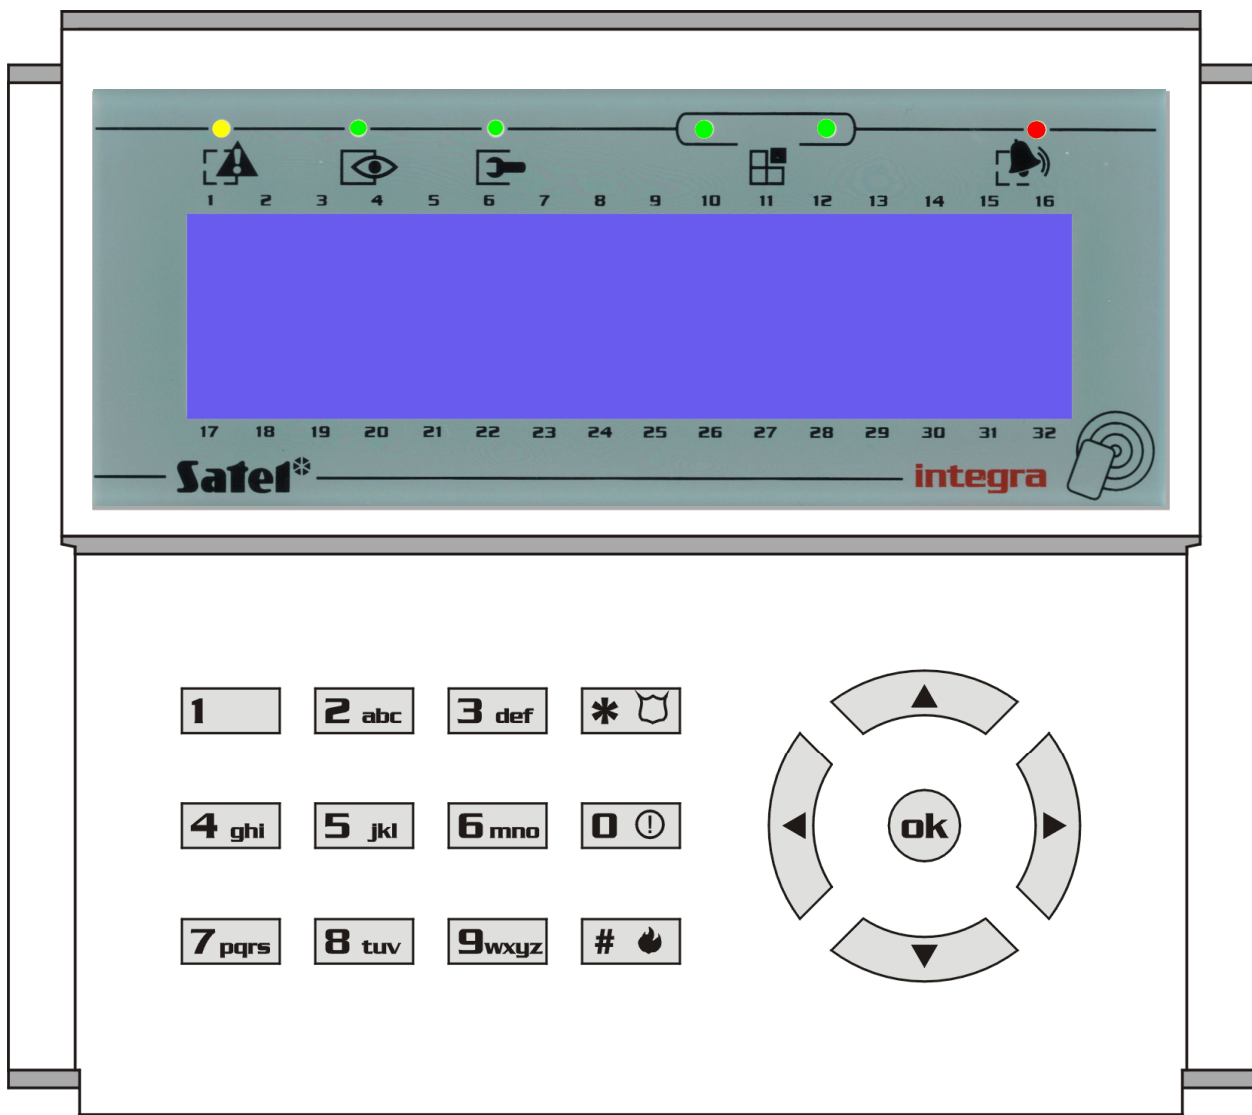 1 2 3 4 5 6 7 8 9 10 11 12 13 14 15 16
17 18 19 20 21 22 23 24 25 26 27 28 29 30 31 32
Satel* integra
1 2 abc 3 def *
4 ghi 5 jkl 6 mno 0 !
ok
7 pqrs 8 tuv 9 wxyz #